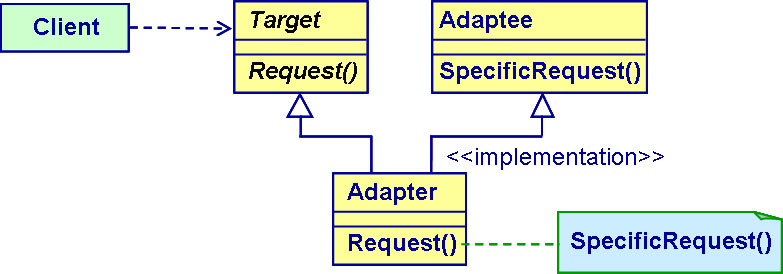 Client
Target
Request()
Adaptee
SpecificRequest()
<<implementation>>
Adapter
Request()
SpecificRequest()